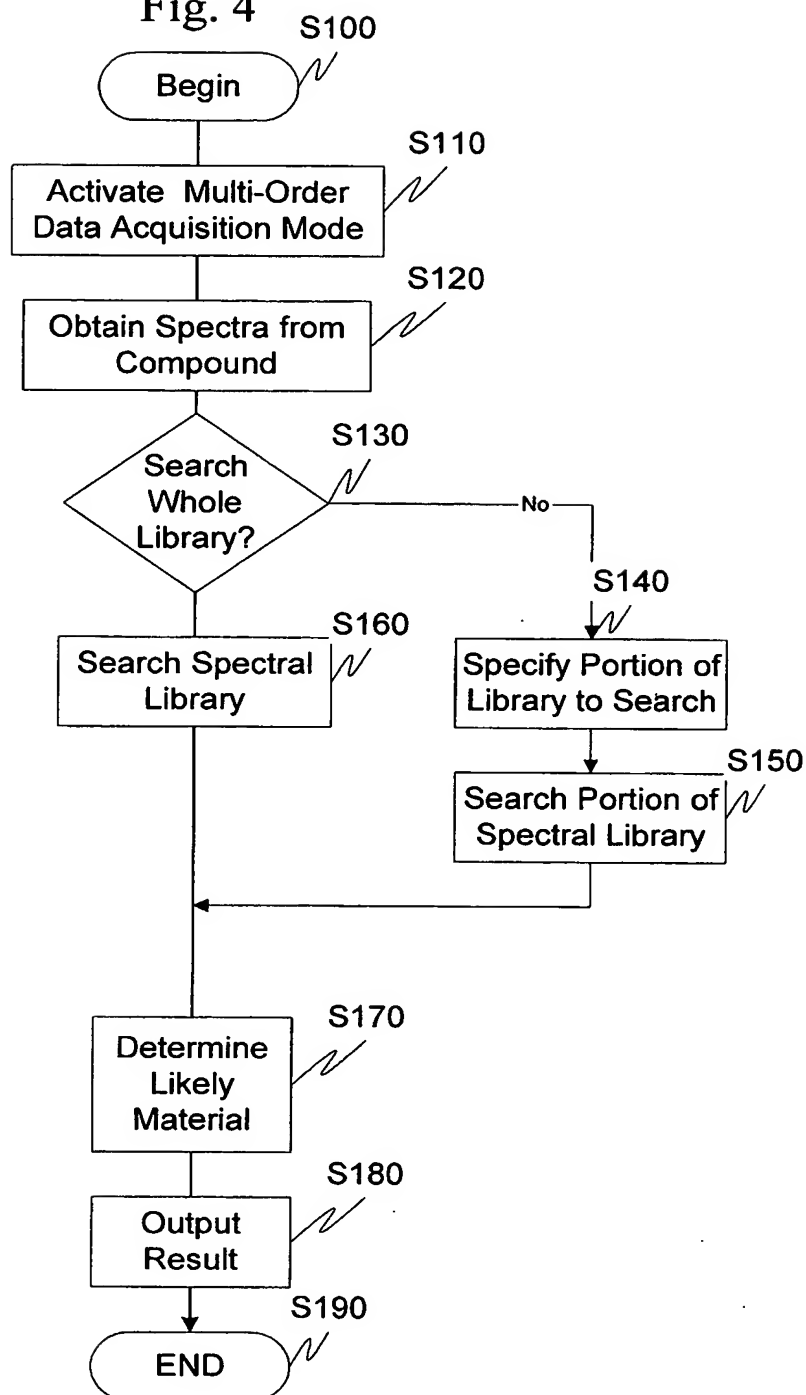 Fig. 4
S100
Begin
S110
Activate Multi-Order
Data Acquisition Mode
S120
Obtain Spectra from
Compound
S130
Search
Whole
Library?
No
S140
Specify Portion of
Library to Search
S160
Search Spectral
Library
S150
Search Portion of
Spectral Library
S170
Determine
Likely
Material
S180
Output
Result
S190
END